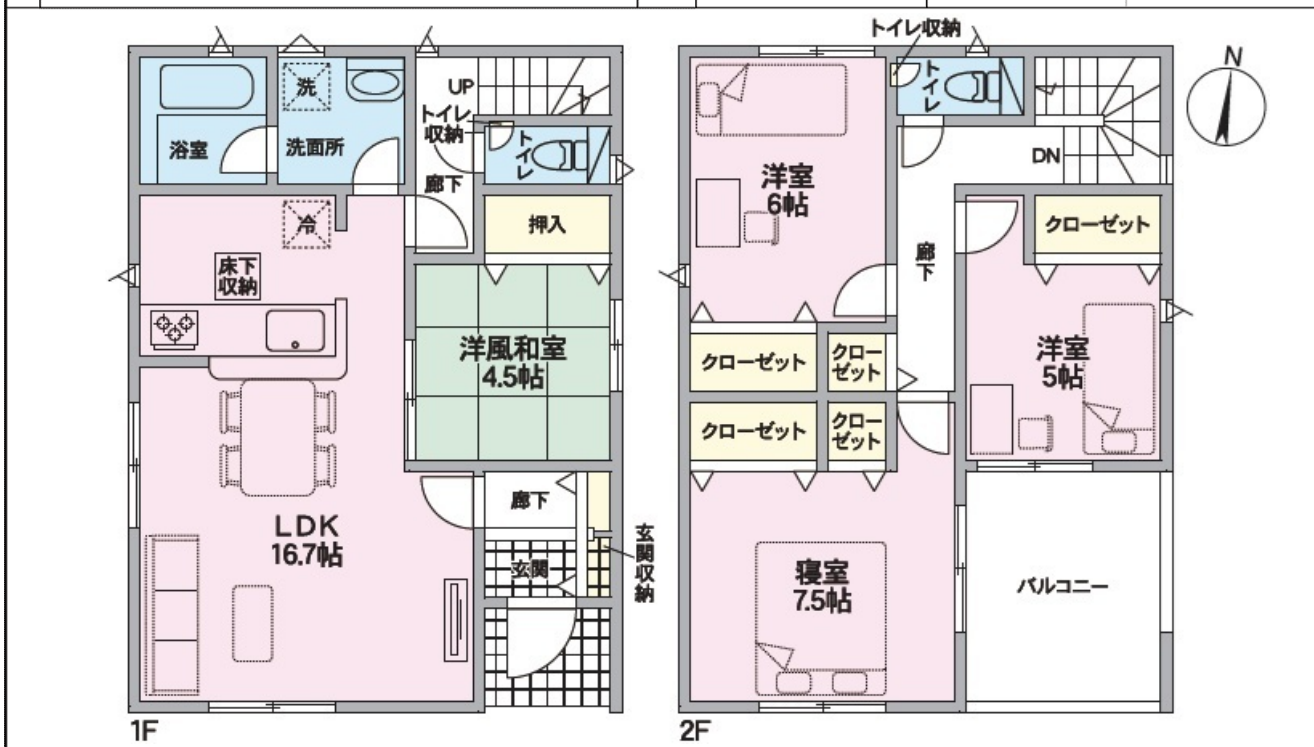 トイレ収納
N
洗
UP
トイレ
収納
トイレ
浴室
洗面所
廊下
冷
押入
床下
収納
洋風和室
4.5帖
LDK
16.7帖
廊下
玄関
玄関収納
1F
トイレ
DN
洋室
6帖
クローゼット
廊下
洋室
5帖
クローゼット
クロー
ゼット
クローゼット
クロー
ゼット
寝室
7.5帖
バルコニー
2F